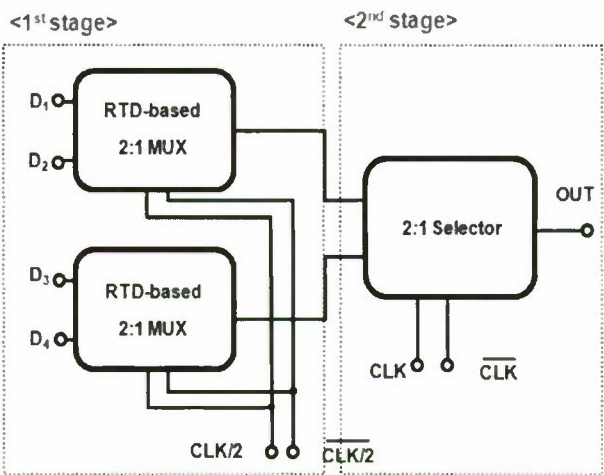 <1st stage>
<2nd stage>
D1
RTD-based
2:1 MUX
D2
OUT
2:1 Selector
D3
RTD-based
2:1 MUX
D4
CLK
CLK
CLK/2
CLK/2